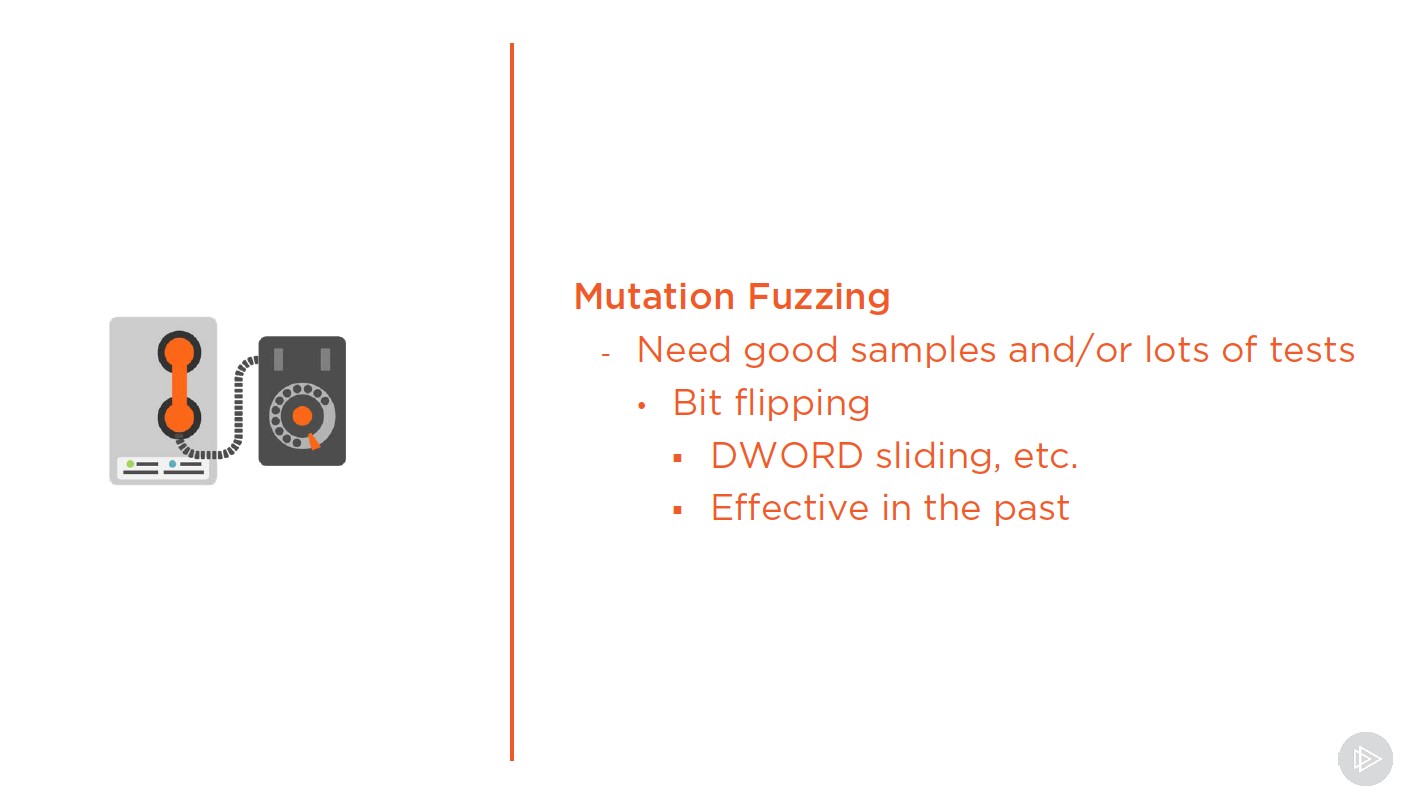 Mutation Fuzzing
- Need good samples and/or lots of tests
• Bit flipping
▪ DWORD sliding, etc.
▪ Effective in the past